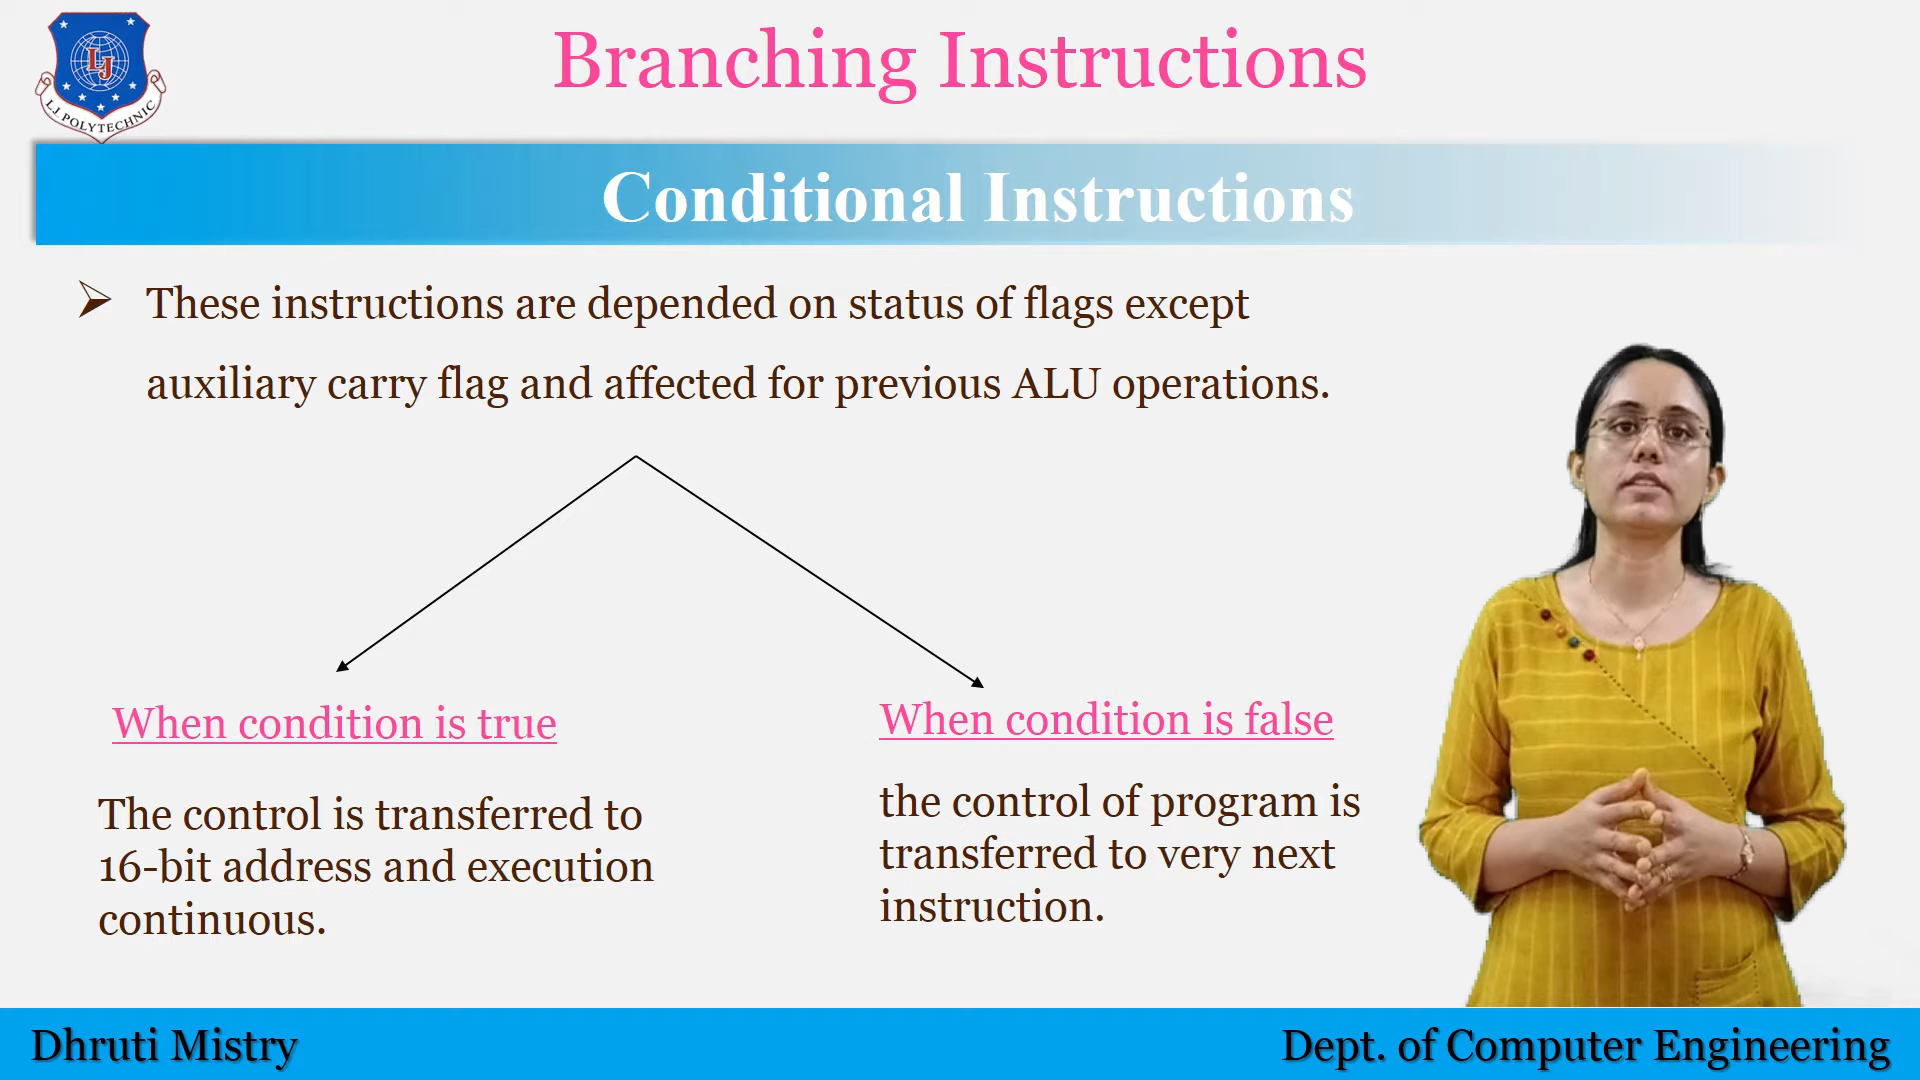 LJ
L.J. POLYTECHNIC
Branching Instructions
Conditional Instructions
These instructions are depended on status of flags except
auxiliary carry flag and affected for previous ALU operations.
When condition is true
The control is transferred to
16-bit address and execution
continuous.
When condition is false
the control of program is
transferred to very next
instruction.
Dhruti Mistry
Dept. of Computer Engineering